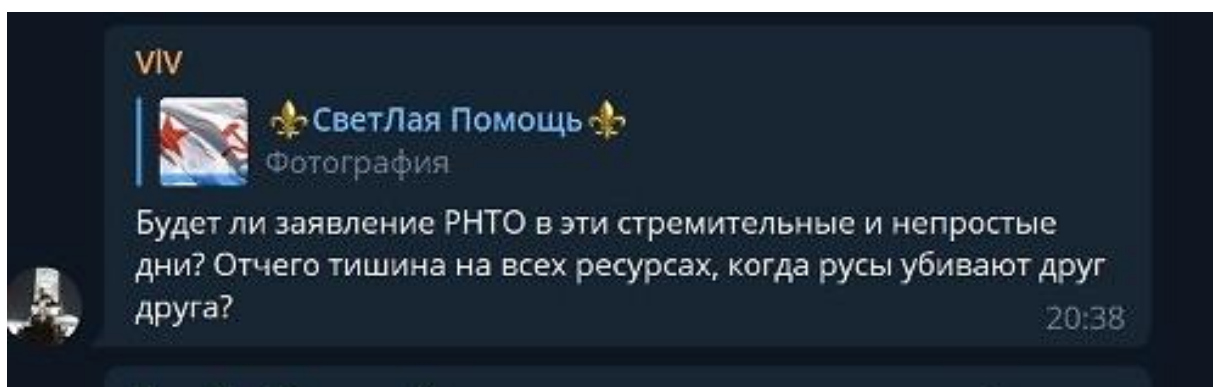 VIV
⚜️СветЛая Помощь⚜️
Фотография
Будет ли заявление РНТО в эти стремительные и непростые
дни? Отчего тишина на всех ресурсах, когда русы убивают друг
друга?
20:38